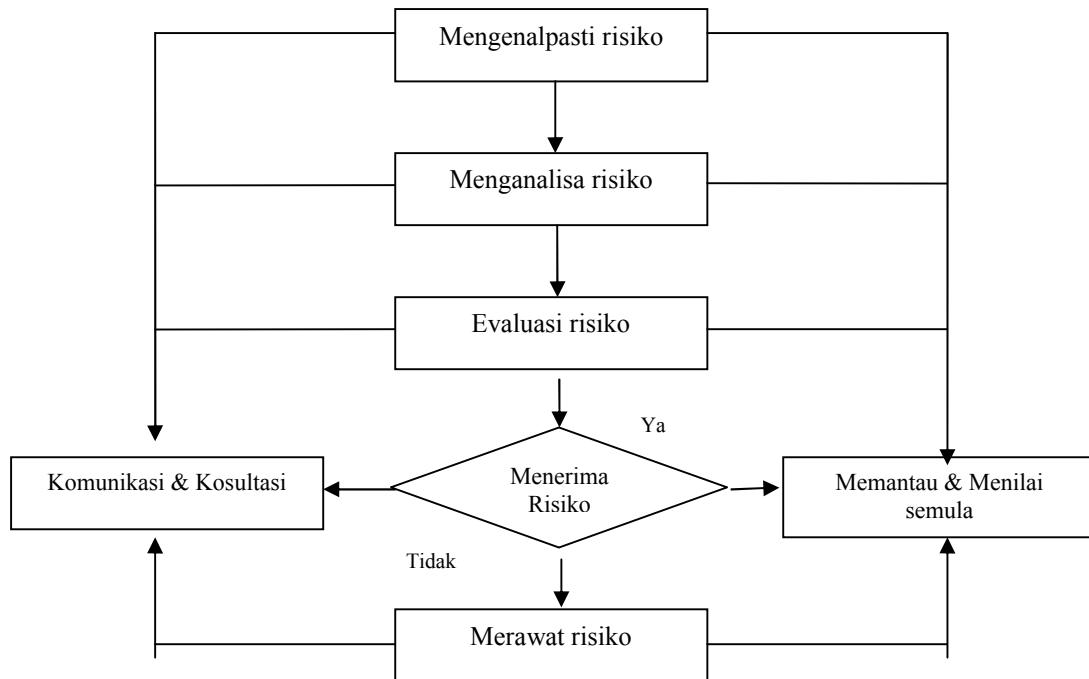 Mengenalpasti risiko
Menganalisa risiko
Evaluasi risiko
Ya
Komunikasi & Kosultasi
Menerima
Risiko
Memantau & Menilai
semula
Tidak
Merawat risiko